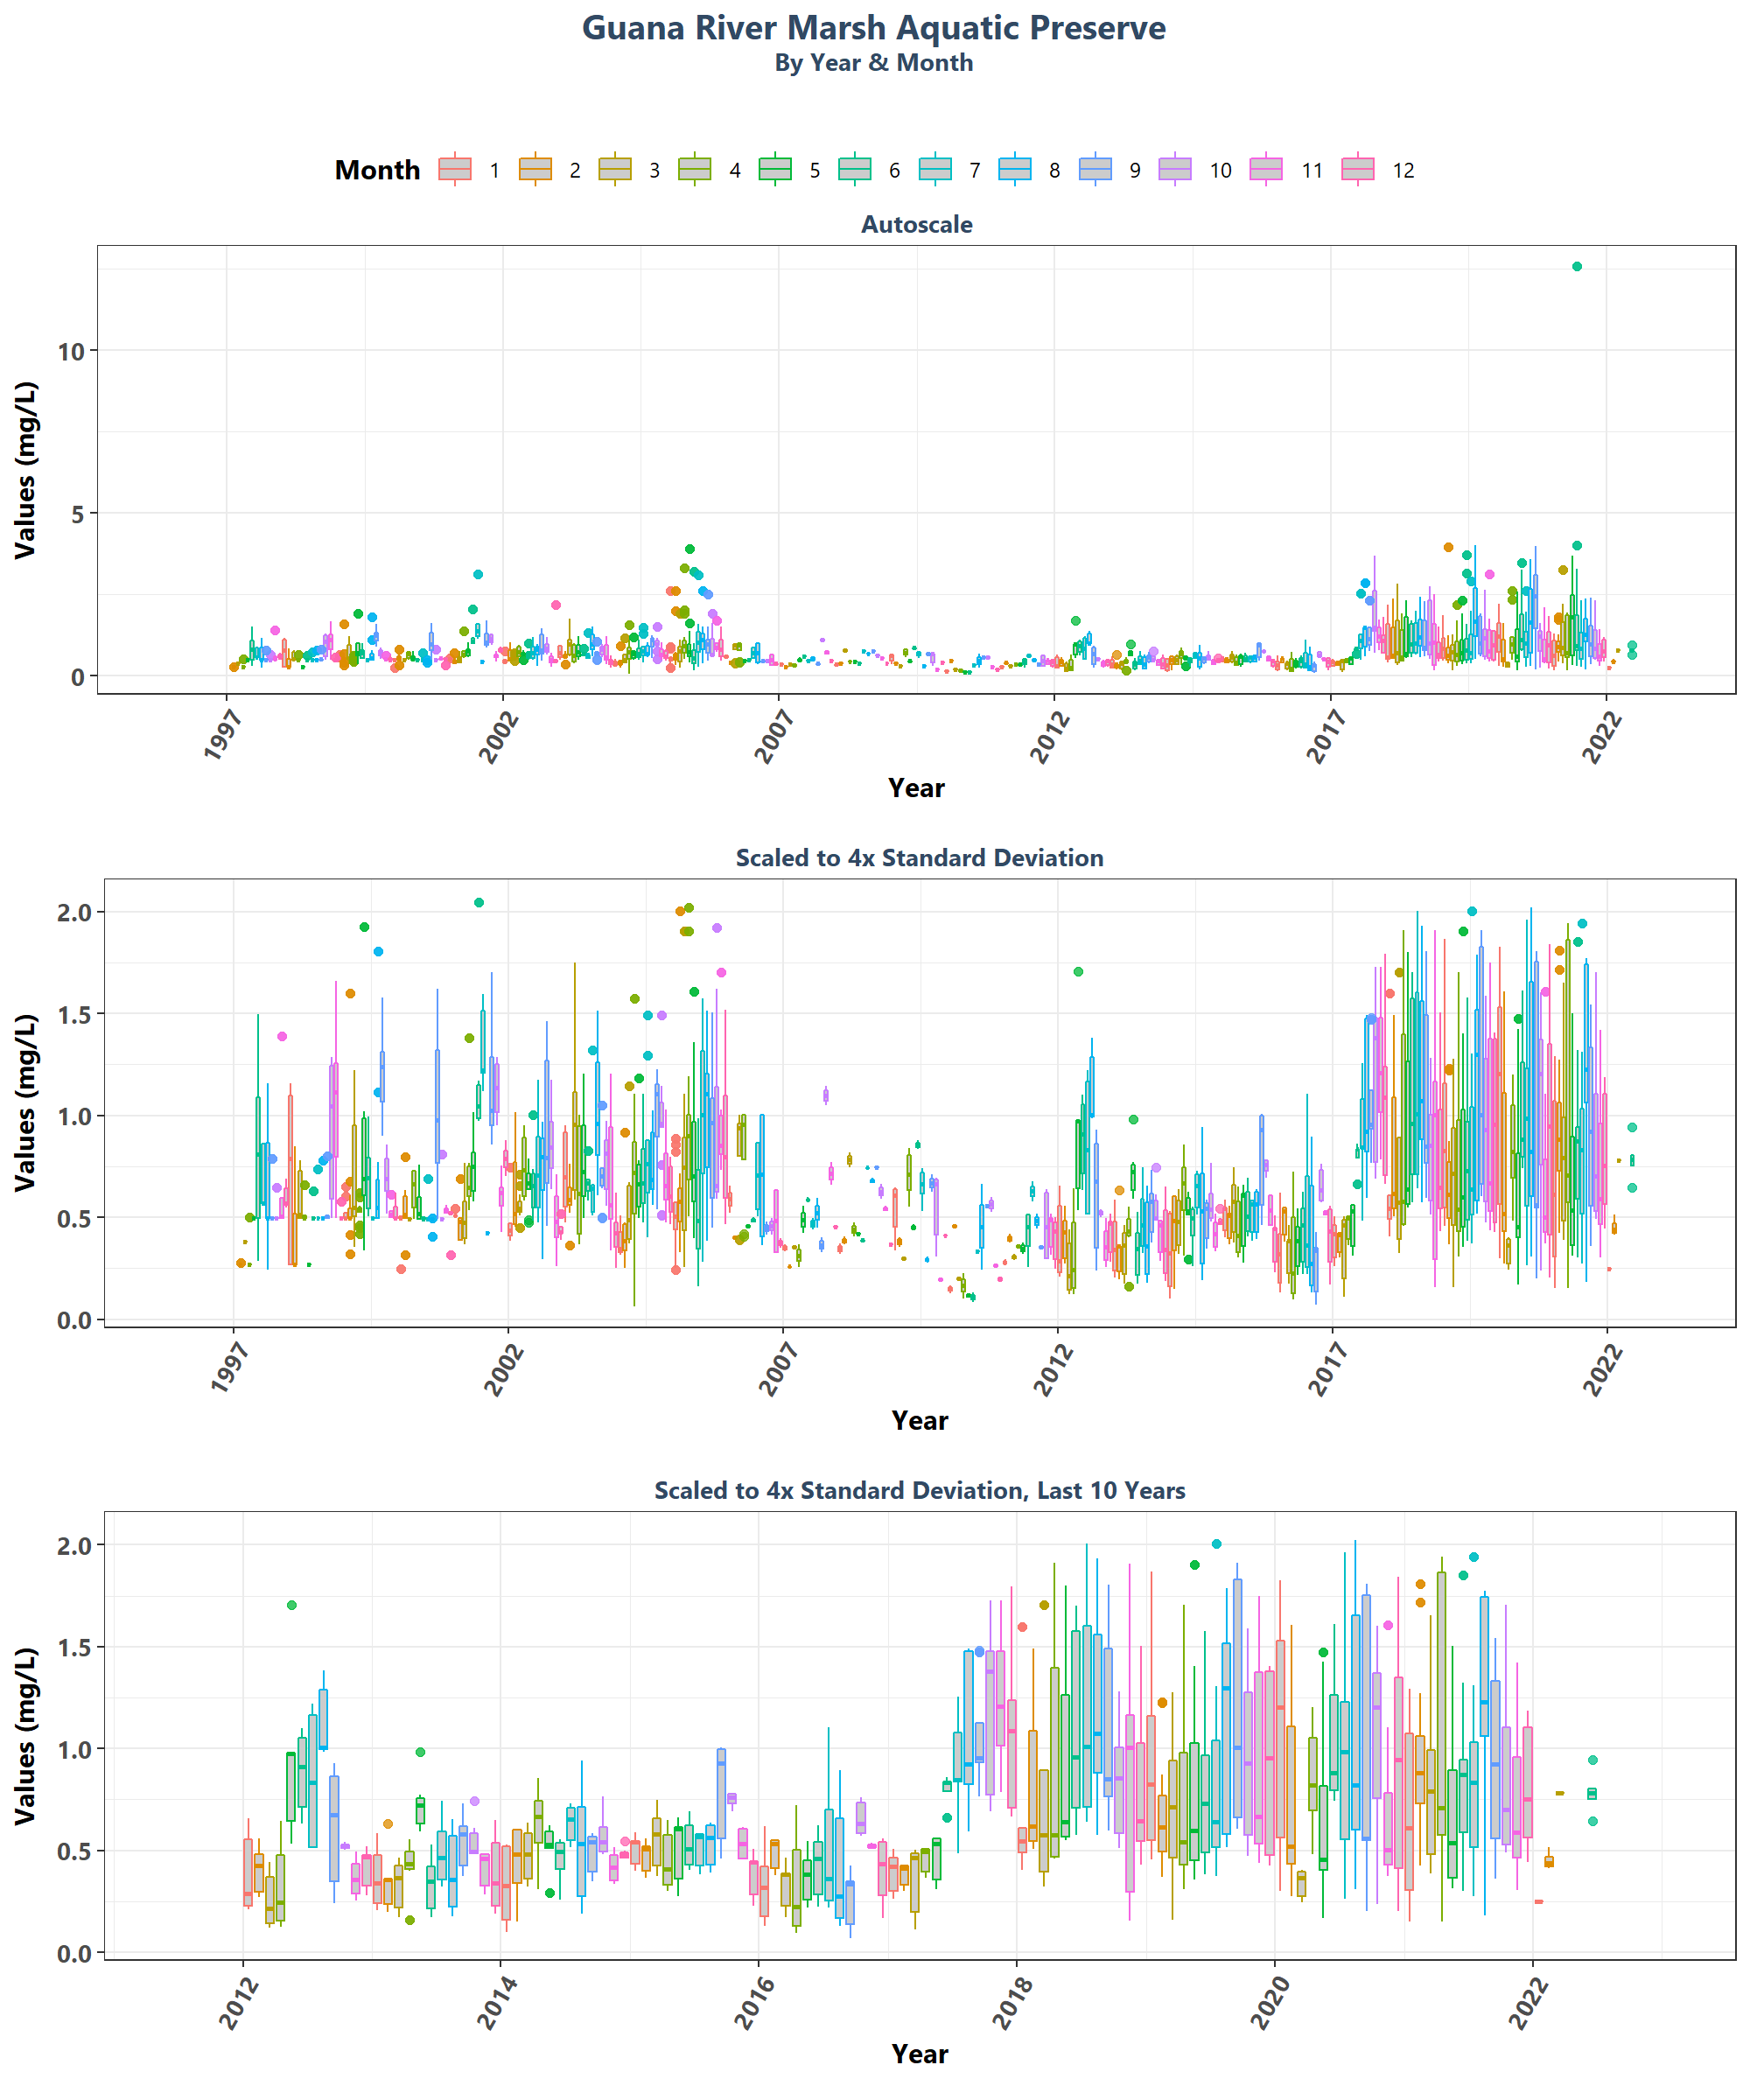 Guana River Marsh Aquatic Preserve
By Year & Month
Month 1 2 3 4 5 6 7 8 9 10 11 12
Autoscale
Values (mg/L)
10
5
0
1997 2002 2007 2012 2017 2022
Year
Scaled to 4x Standard Deviation
Values (mg/L)
2.0
1.5
1.0
0.5
0.0
1997 2002 2007 2012 2017 2022
Year
Scaled to 4x Standard Deviation, Last 10 Years
Values (mg/L)
2.0
1.5
1.0
0.5
0.0
2012 2014 2016 2018 2020 2022
Year